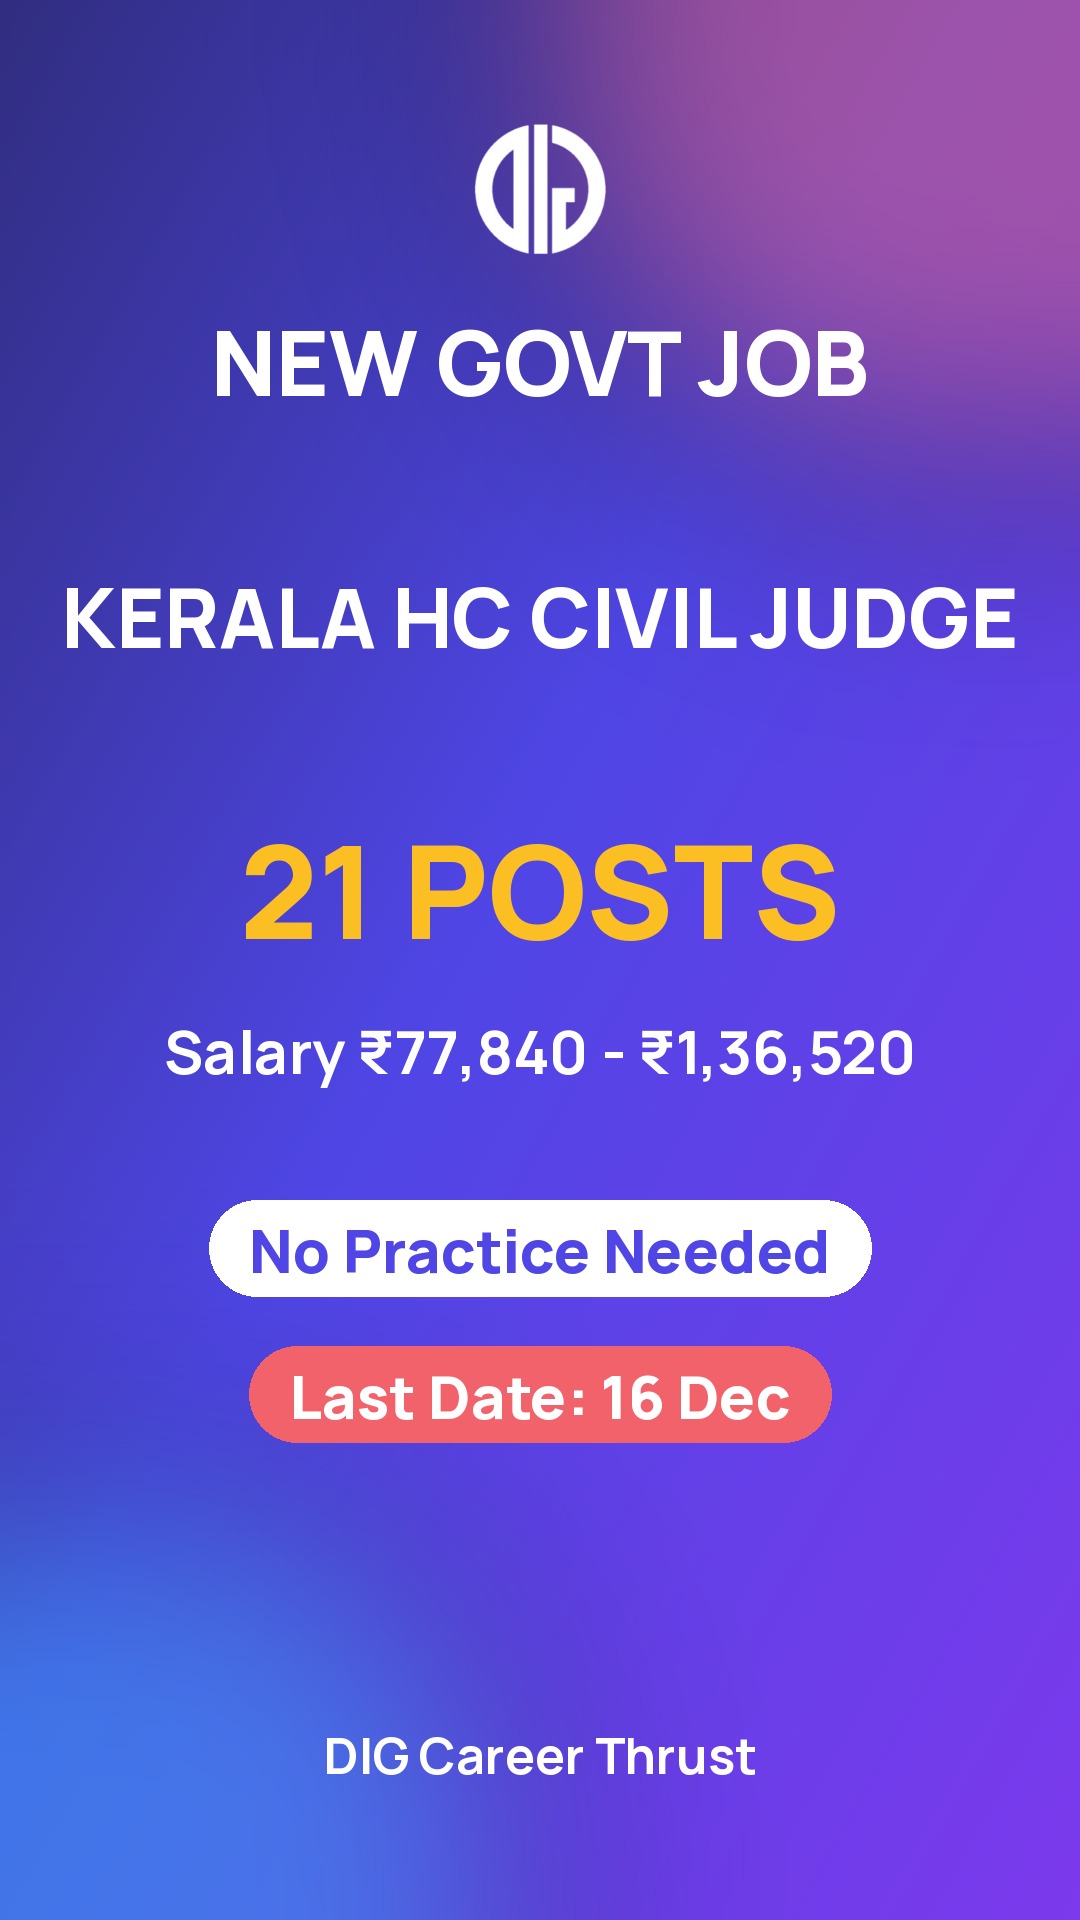 DIG
NEW GOVT JOB
KERALA HC CIVIL JUDGE
21 POSTS
Salary ₹77,840 - ₹1,36,520
No Practice Needed
Last Date: 16 Dec
DIG Career Thrust